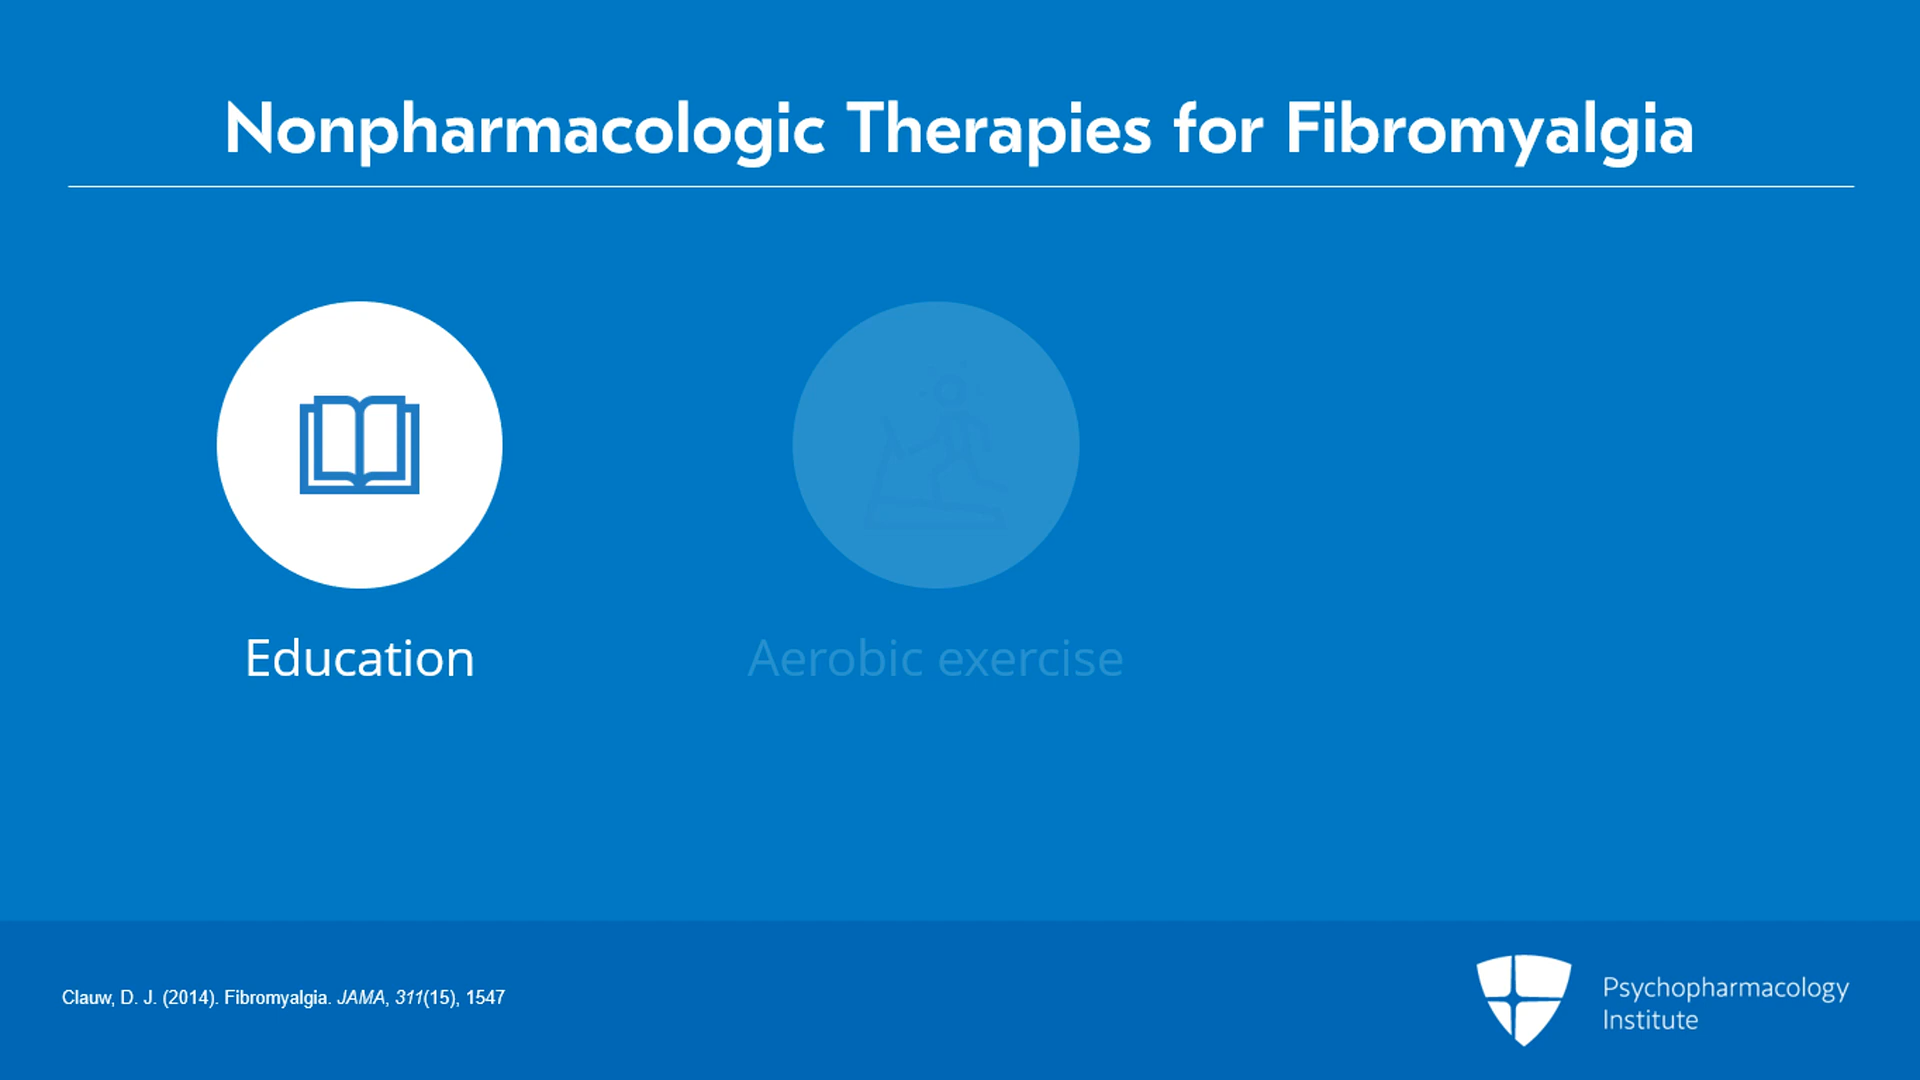 Nonpharmacologic Therapies for Fibromyalgia
Education
Aerobic exercise
Clauw, D. J. (2014). Fibromyalgia. JAMA, 311(15), 1547
Psychopharmacology
Institute